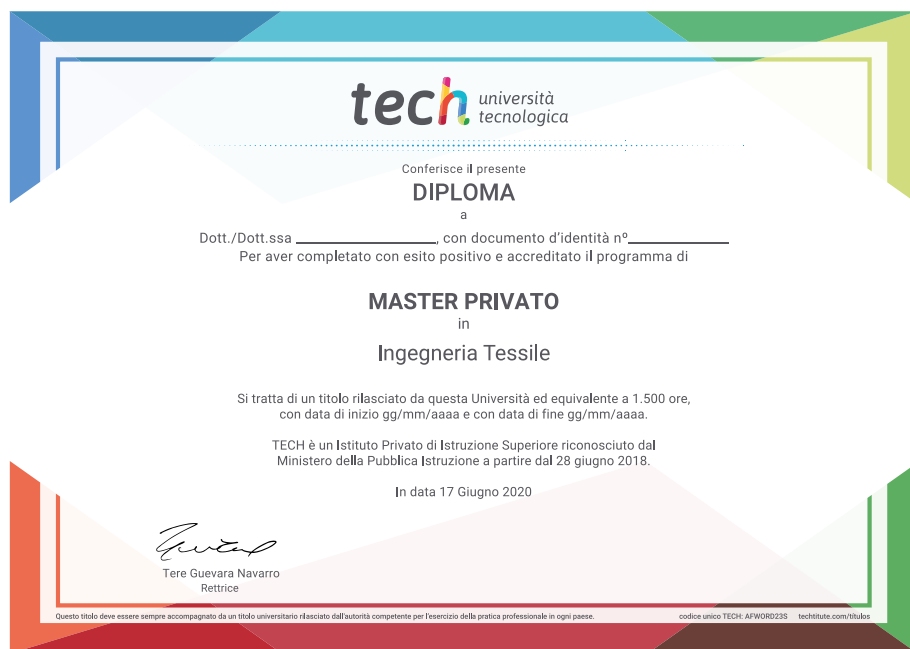 tech università
tecnologica
Conferisce il presente
DIPLOMA
a
Dott./Dott.ssa ________________, con documento d'identità nº____________
Per aver completato con esito positivo e accreditato il programma di
MASTER PRIVATO
in
Ingegneria Tessile
Si tratta di un titolo rilasciato da questa Università ed equivalente a 1.500 ore,
con data di inizio gg/mm/aaaa e con data di fine gg/mm/aaaa.
TECH è un Istituto Privato di Istruzione Superiore riconosciuto dal
Ministero della Pubblica Istruzione a partire dal 28 giugno 2018.
In data 17 Giugno 2020
Tere Guevara Navarro
Rettrice
Questo titolo deve essere sempre accompagnato da un titolo universitario rilasciato dall'autorità competente per l'esercizio della pratica professionale in ogni paese. codice unico TECH: AFWORD23S techtitute.com/titulos